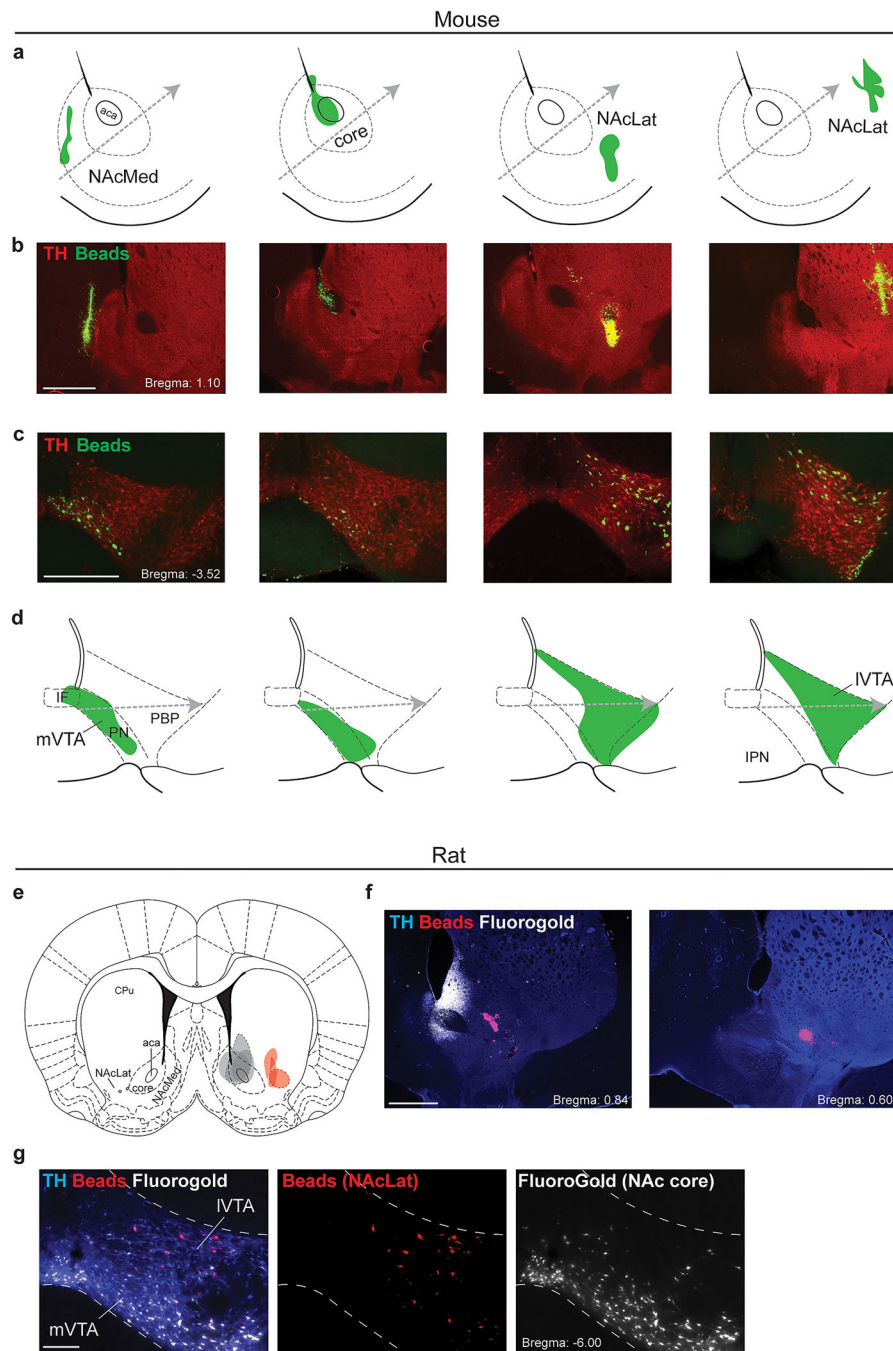 Mouse
a
aca
NAcMed
core
NAcLat
NAcLat
b
TH Beads
Bregma: 1.10
c
TH Beads
Bregma: -3.52
d
IF
PBP
PN
mVTA
lVTA
IPN
Rat
e
CPu
aca
NAcLat
core
NAcMed
f
TH Beads Fluorogold
Bregma: 0.84
Bregma: 0.60
g
TH Beads Fluorogold
lVTA
mVTA
Beads (NAcLat)
FluoroGold (NAc core)
Bregma: -6.00